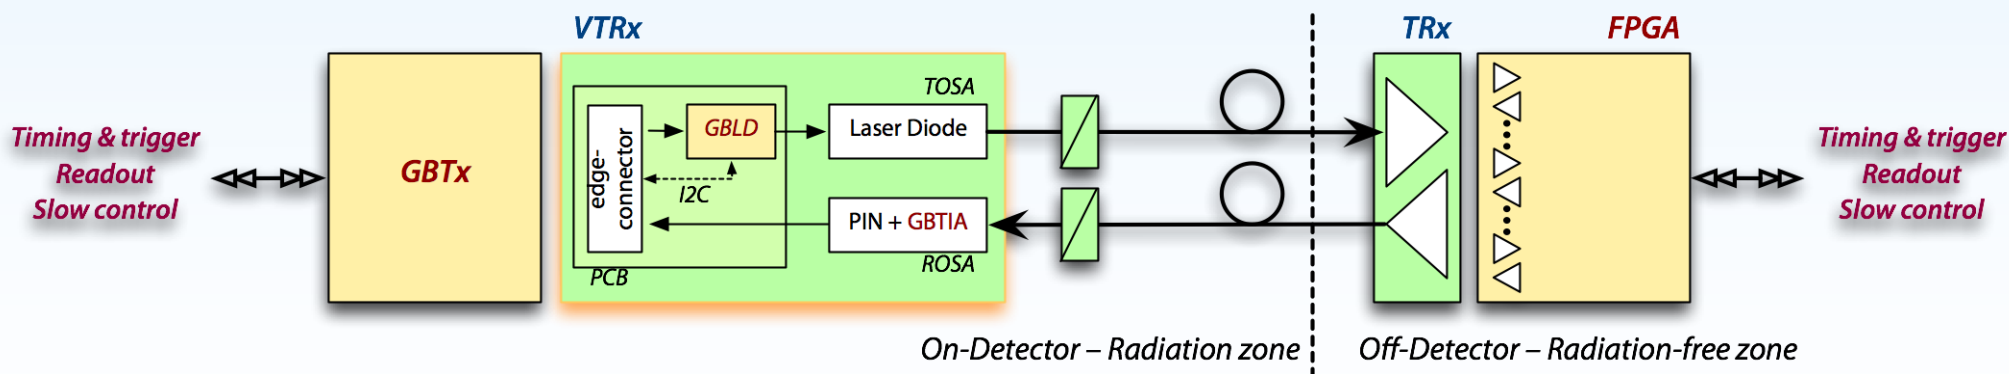 VTRx
TRx
FPGA
TOSA
Timing & trigger
Readout
Slow control
GBTx
edge-
connector
GBLD
Laser Diode
I2C
PIN + GBTIA
ROSA
PCB
Timing & trigger
Readout
Slow control
On-Detector – Radiation zone
Off-Detector – Radiation-free zone